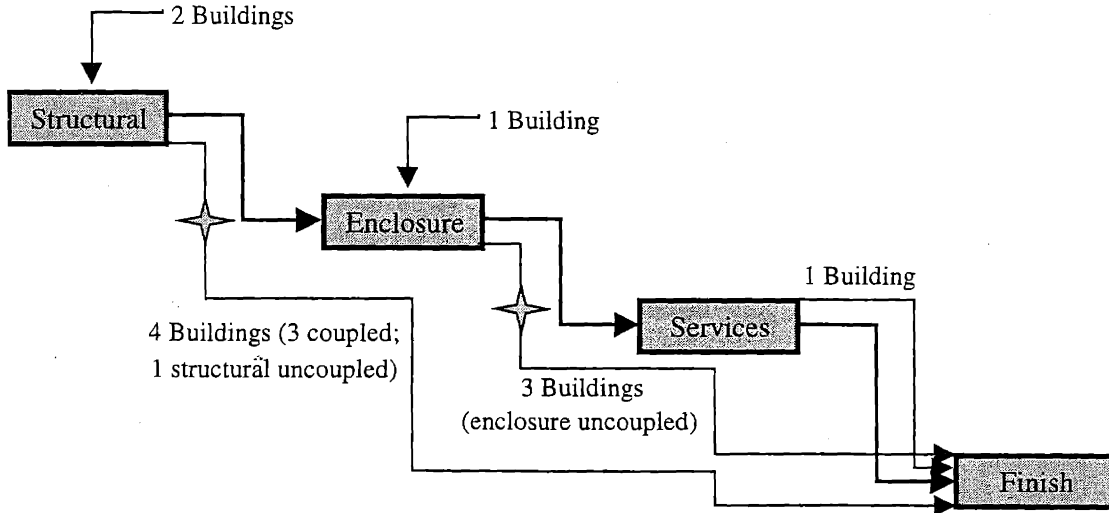 2 Buildings
Structural
1 Building
Enclosure
1 Building
Services
4 Buildings (3 coupled;
1 structural uncoupled)
3 Buildings
(enclosure uncoupled)
Finish